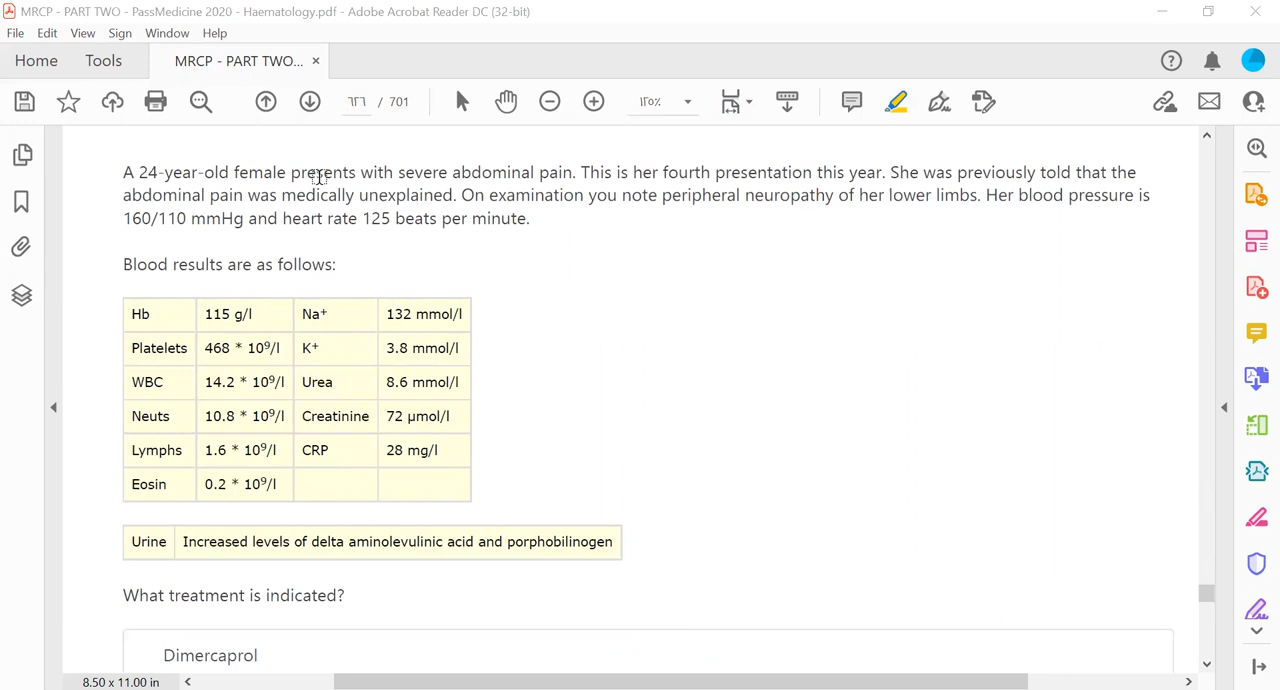 MRCP - PART TWO - PassMedicine 2020 - Haematology.pdf - Adobe Acrobat Reader DC (32-bit)
File Edit View Sign Window Help
Home Tools MRCP - PART TWO... ×
٦٢٦ / 701 ١٢٠%
A 24-year-old female presents with severe abdominal pain. This is her fourth presentation this year. She was previously told that the
abdominal pain was medically unexplained. On examination you note peripheral neuropathy of her lower limbs. Her blood pressure is
160/110 mmHg and heart rate 125 beats per minute.
Blood results are as follows:
Hb 115 g/l Na⁺ 132 mmol/l
Platelets 468 * 10⁹/l K⁺ 3.8 mmol/l
WBC 14.2 * 10⁹/l Urea 8.6 mmol/l
Neuts 10.8 * 10⁹/l Creatinine 72 µmol/l
Lymphs 1.6 * 10⁹/l CRP 28 mg/l
Eosin 0.2 * 10⁹/l
Urine Increased levels of delta aminolevulinic acid and porphobilinogen
What treatment is indicated?
Dimercaprol
8.50 x 11.00 in